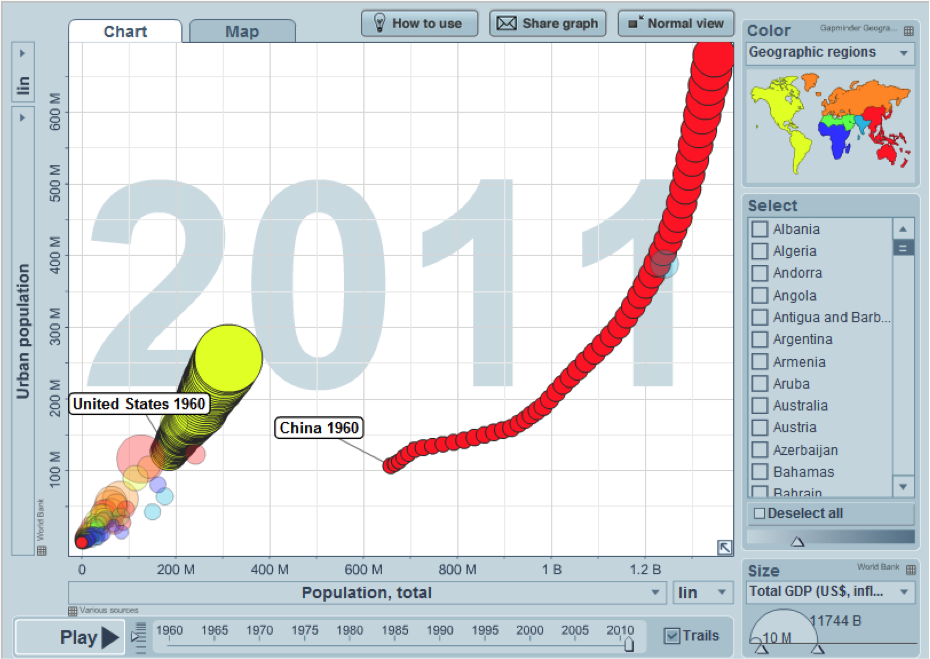 Chart
Map
How to use
Share graph
Normal view
Color
Gapminder Geogra...
Geographic regions
lin
Urban population
600 M
500 M
400 M
300 M
200 M
100 M
2011
United States 1960
China 1960
World Bank
Select
Albania
Algeria
Andorra
Angola
Antigua and Barb...
Argentina
Armenia
Aruba
Australia
Austria
Azerbaijan
Bahamas
Bahrain
Deselect all
0
200 M
400 M
600 M
800 M
1 B
1.2 B
Population, total
lin
Various sources
Size
World Bank
Total GDP (US$, infl...
11744 B
10 M
Play
1960
1965
1970
1975
1980
1985
1990
1995
2000
2005
2010
Trails